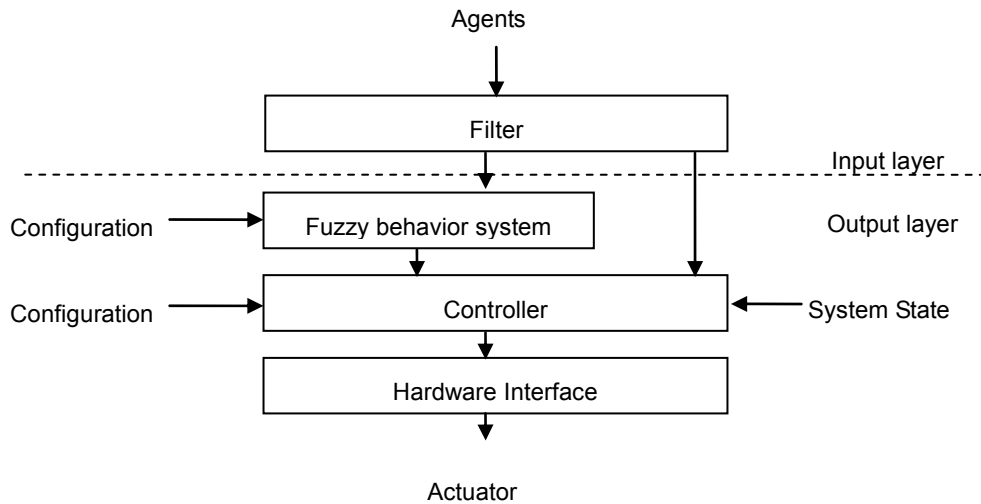 Agents
Filter
Input layer
Configuration
Fuzzy behavior system
Output layer
Configuration
Controller
System State
Hardware Interface
Actuator